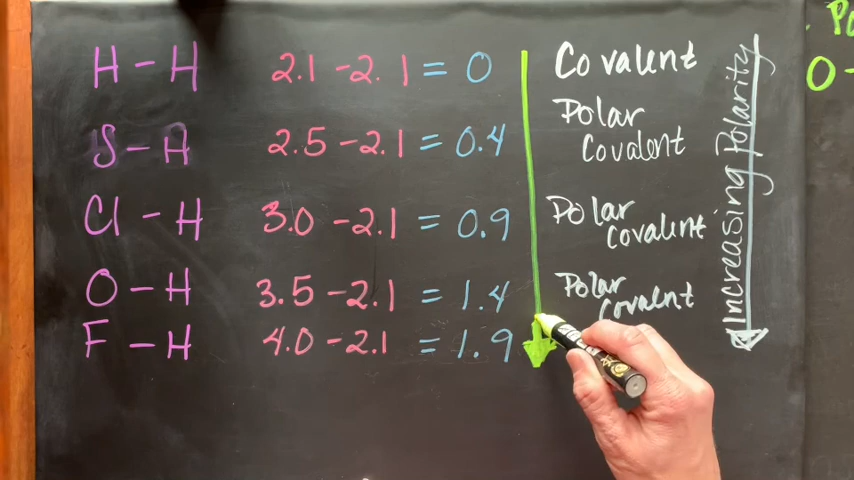 H - H 2.1 - 2.1 = 0 Covalent
S - H 2.5 - 2.1 = 0.4 Polar
Covalent
Cl - H 3.0 - 2.1 = 0.9 Polar
covalent
O - H 3.5 - 2.1 = 1.4 Polar
covalent
F - H 4.0 - 2.1 = 1.9
Increasing Polarity
Po
O -